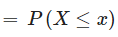 = P(X ≤ x)